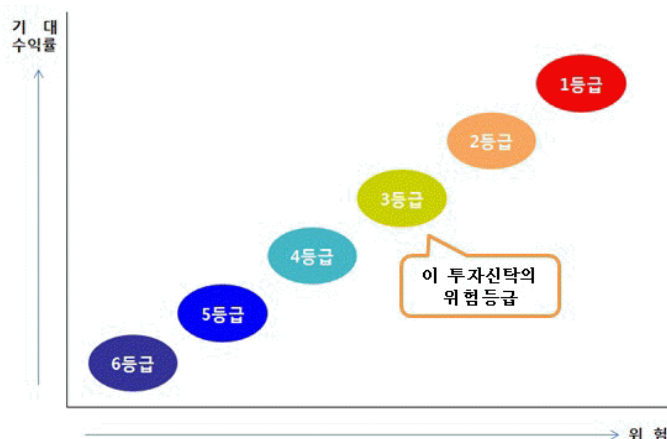 기 대
수익률
1등급
2등급
3등급
4등급
이 투자신탁의
위험등급
5등급
6등급
위 험